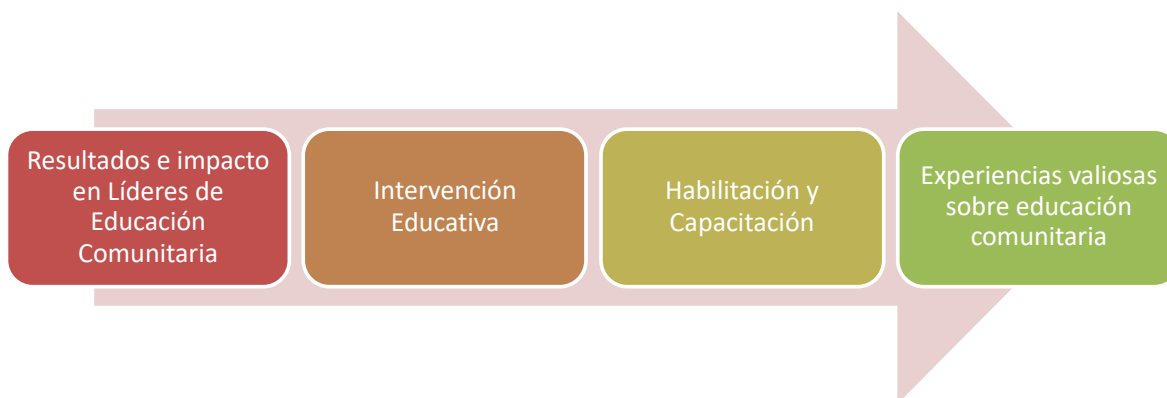 Resultados e impacto
en Líderes de
Educación
Comunitaria
Intervención
Educativa
Habilitación y
Capacitación
Experiencias valiosas
sobre educación
comunitaria